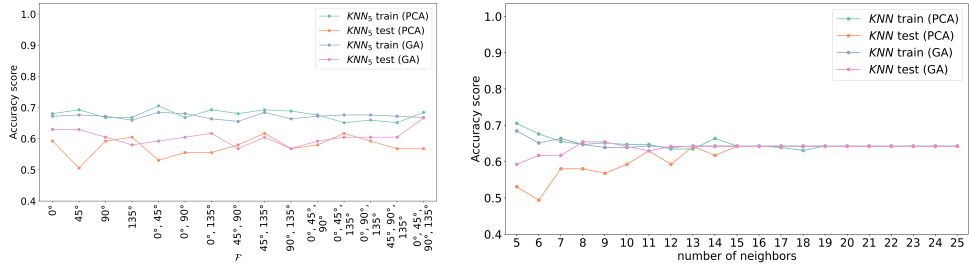 1.0
0.9
0.8
0.7
0.6
0.5
0.4
Accuracy score
KNN5 train (PCA)
KNN5 test (PCA)
KNN5 train (GA)
KNN5 test (GA)
0°
45°
90°
135°
0°, 45°
0°, 90°
0°, 135°
45°, 90°
45°, 135°
90°, 135°
0°, 45°,
90°
0°, 45°,
135°
0°, 90°,
135°
45°, 90°,
135°
0°, 45°,
90°, 135°
F
1.0
0.9
0.8
0.7
0.6
0.5
0.4
Accuracy score
KNN train (PCA)
KNN test (PCA)
KNN train (GA)
KNN test (GA)
5 6 7 8 9 10 11 12 13 14 15 16 17 18 19 20 21 22 23 24 25
number of neighbors